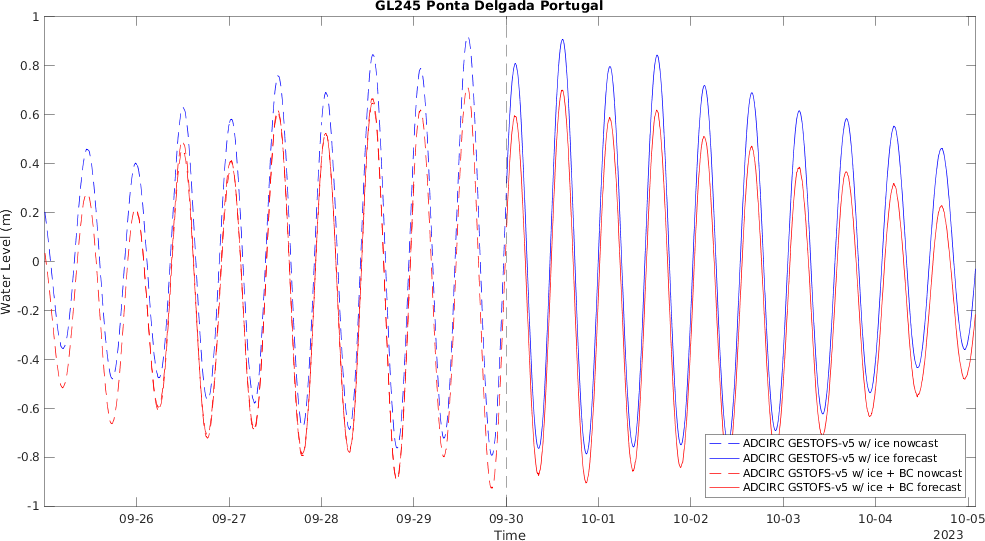 GL245 Ponta Delgada Portugal
1
0.8
0.6
0.4
0.2
0
-0.2
-0.4
-0.6
-0.8
-1
Water Level (m)
ADCIRC GESTOFS-v5 w/ ice nowcast
ADCIRC GESTOFS-v5 w/ ice forecast
ADCIRC GSTOFS-v5 w/ ice + BC nowcast
ADCIRC GSTOFS-v5 w/ ice + BC forecast
09-26 09-27 09-28 09-29 09-30 10-01 10-02 10-03 10-04 10-05
Time
2023